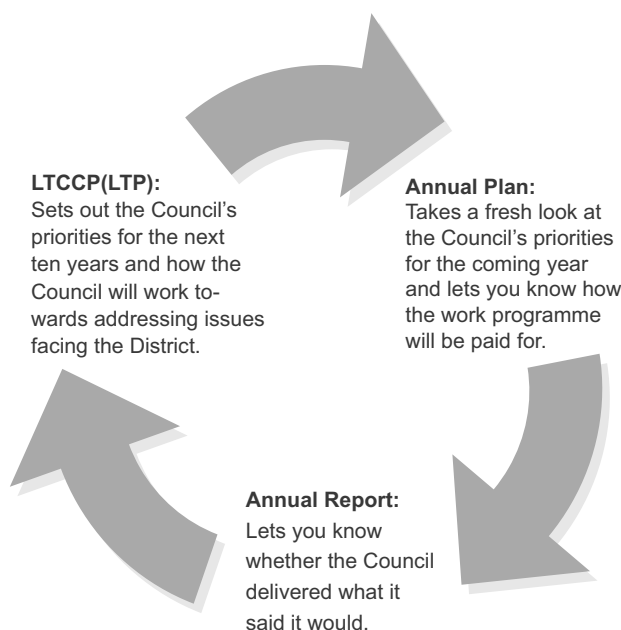 LTCCP(LTP):
Sets out the Council’s
priorities for the next
ten years and how the
Council will work to-
wards addressing issues
facing the District.
Annual Plan:
Takes a fresh look at
the Council’s priorities
for the coming year
and lets you know how
the work programme
will be paid for.
Annual Report:
Lets you know
whether the Council
delivered what it
said it would.